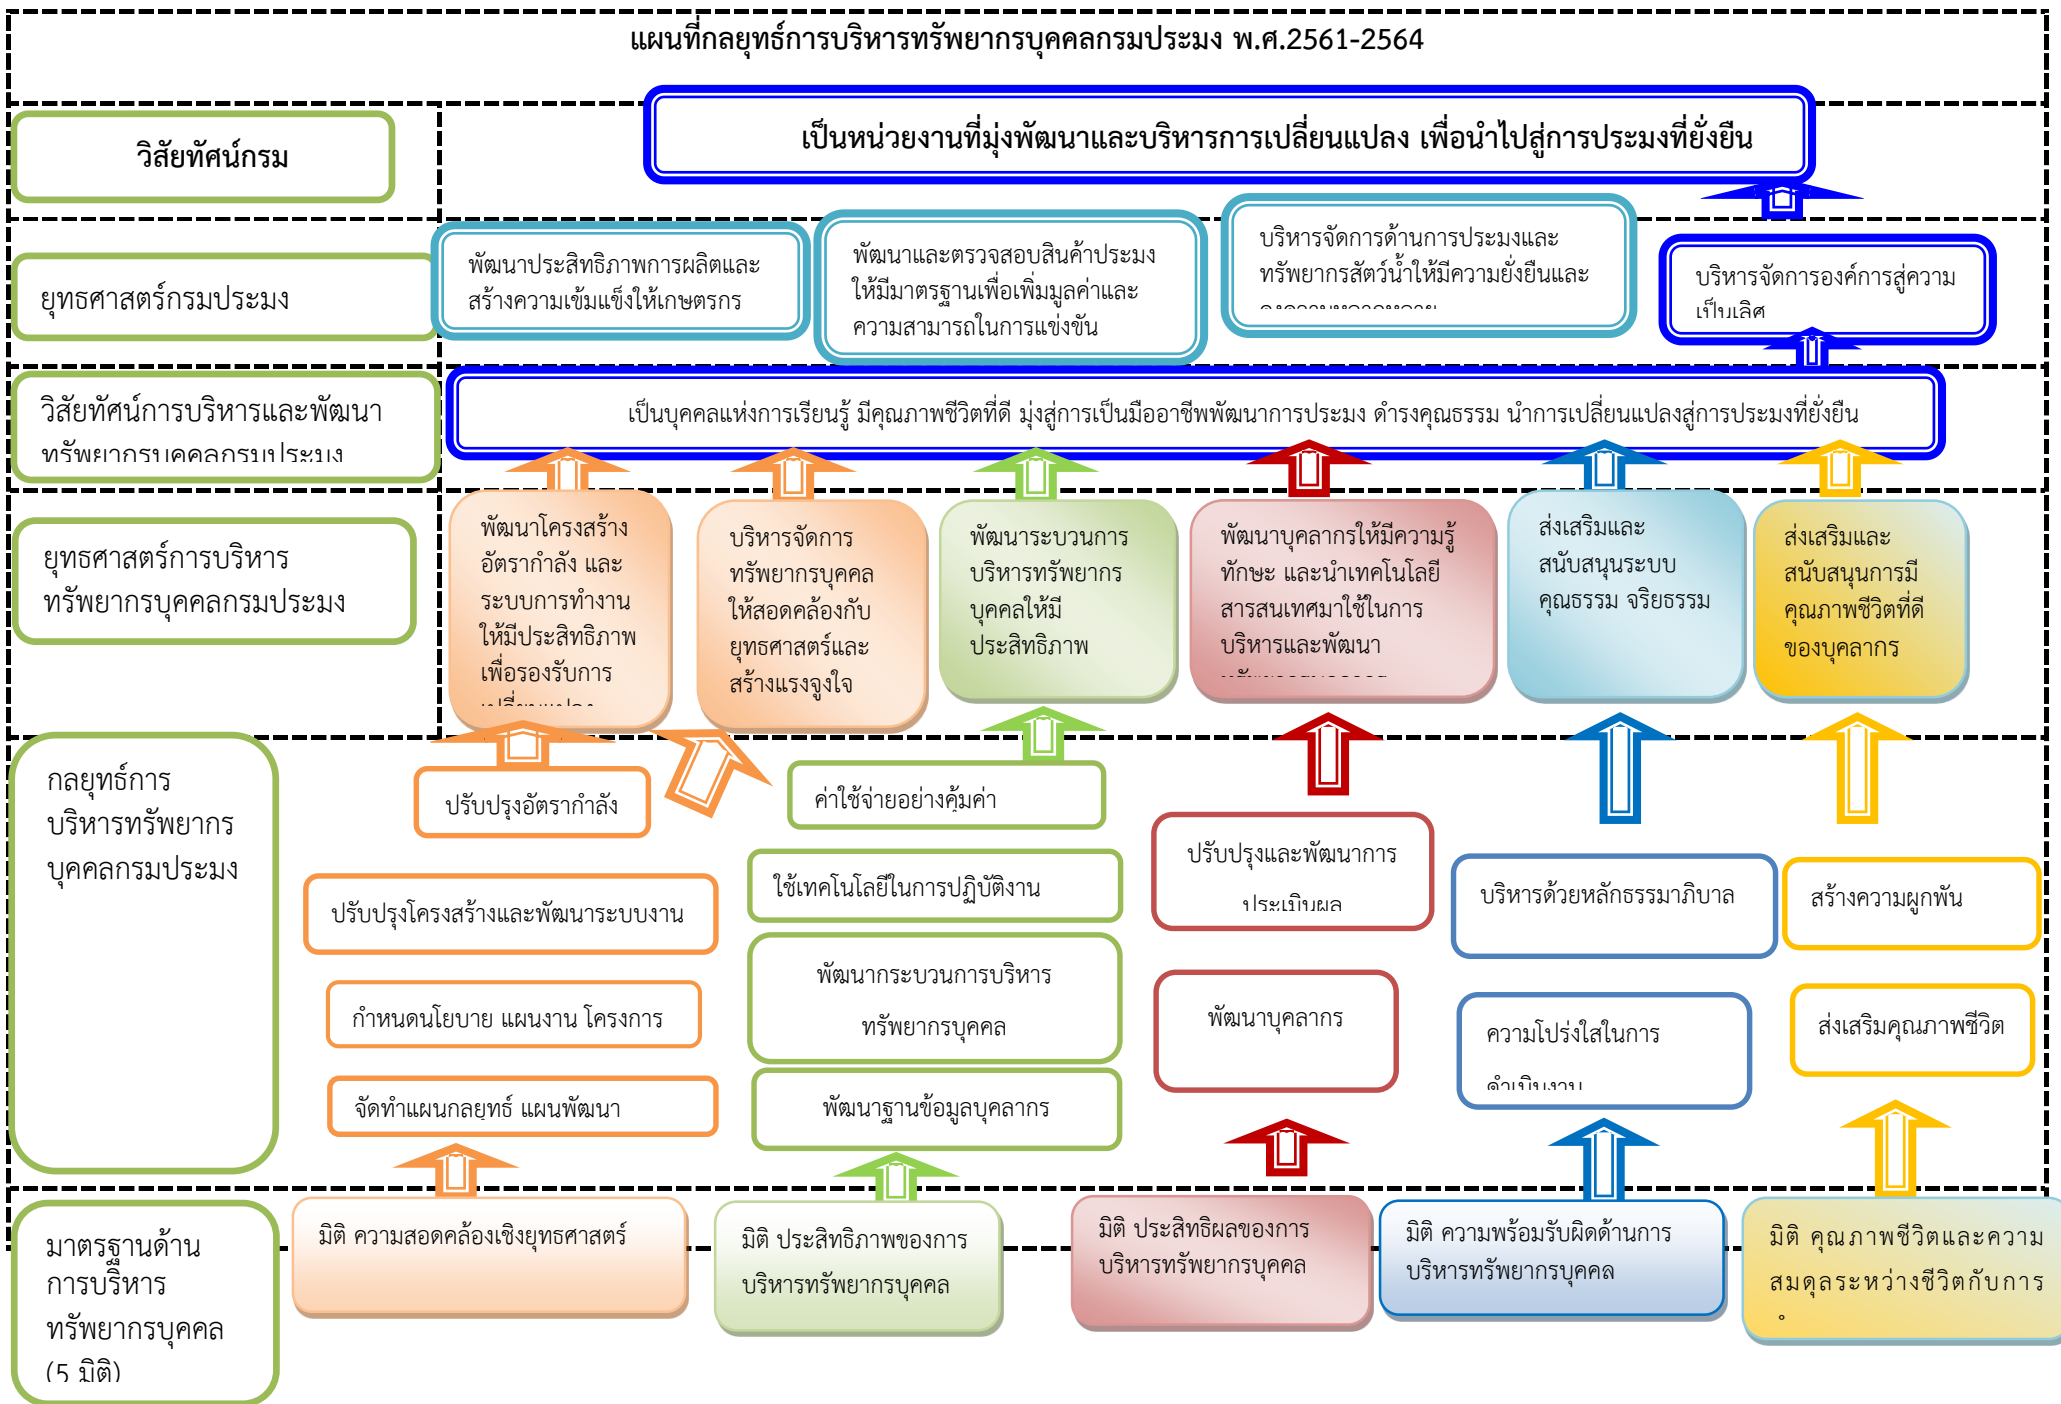 แผนที่กลยุทธ์การบริหารทรัพยากรบุคคลกรมประมง พ.ศ.2561-2564
วิสัยทัศน์กรม
เป็นหน่วยงานที่มุ่งพัฒนาและบริหารการเปลี่ยนแปลง เพื่อนำไปสู่การประมงที่ยั่งยืน
ยุทธศาสตร์กรมประมง
พัฒนาประสิทธิภาพการผลิตและ
สร้างความเข้มแข็งให้เกษตรกร
พัฒนาและตรวจสอบสินค้าประมง
ให้มีมาตรฐานเพื่อเพิ่มมูลค่าและ
ความสามารถในการแข่งขัน
บริหารจัดการด้านการประมงและ
ทรัพยากรสัตว์น้ำให้มีความยั่งยืนและ
บริหารจัดการองค์การสู่ความ
เป็นเลิศ
วิสัยทัศน์การบริหารและพัฒนา
ทรัพยากรบุคคลกรมประมง
เป็นบุคคลแห่งการเรียนรู้ มีคุณภาพชีวิตที่ดี มุ่งสู่การเป็นมืออาชีพพัฒนาการประมง ดำรงคุณธรรม นำการเปลี่ยนแปลงสู่การประมงที่ยั่งยืน
ยุทธศาสตร์การบริหาร
ทรัพยากรบุคคลกรมประมง
พัฒนาโครงสร้าง
อัตรากำลัง และ
ระบบการทำงาน
ให้มีประสิทธิภาพ
เพื่อรองรับการ
เปลี่ยนแปลง
บริหารจัดการ
ทรัพยากรบุคคล
ให้สอดคล้องกับ
ยุทธศาสตร์และ
สร้างแรงจูงใจ
พัฒนาระบวนการ
บริหารทรัพยากร
บุคคลให้มี
ประสิทธิภาพ
พัฒนาบุคลากรให้มีความรู้
ทักษะ และนำเทคโนโลยี
สารสนเทศมาใช้ในการ
บริหารและพัฒนา
ส่งเสริมและ
สนับสนุนระบบ
คุณธรรม จริยธรรม
ส่งเสริมและ
สนับสนุนการมี
คุณภาพชีวิตที่ดี
ของบุคลากร
กลยุทธ์การ
บริหารทรัพยากร
บุคคลกรมประมง
ปรับปรุงอัตรากำลัง
ปรับปรุงโครงสร้างและพัฒนาระบบงาน
กำหนดนโยบาย แผนงาน โครงการ
จัดทำแผนกลยุทธ์ แผนพัฒนา
ค่าใช้จ่ายอย่างคุ้มค่า
ใช้เทคโนโลยีในการปฏิบัติงาน
พัฒนากระบวนการบริหาร
ทรัพยากรบุคคล
พัฒนาฐานข้อมูลบุคลากร
ปรับปรุงและพัฒนาการ
ประเมินผล
พัฒนาบุคลากร
บริหารด้วยหลักธรรมาภิบาล
ความโปร่งใสในการ
ดำเนินงาน
สร้างความผูกพัน
ส่งเสริมคุณภาพชีวิต
มาตรฐานด้าน
การบริหาร
ทรัพยากรบุคคล
(5 มิติ)
มิติ ความสอดคล้องเชิงยุทธศาสตร์
มิติ ประสิทธิภาพของการ
บริหารทรัพยากรบุคคล
มิติ ประสิทธิผลของการ
บริหารทรัพยากรบุคคล
มิติ ความพร้อมรับผิดด้านการ
บริหารทรัพยากรบุคคล
มิติ คุณภาพชีวิตและความ
สมดุลระหว่างชีวิตกับการ